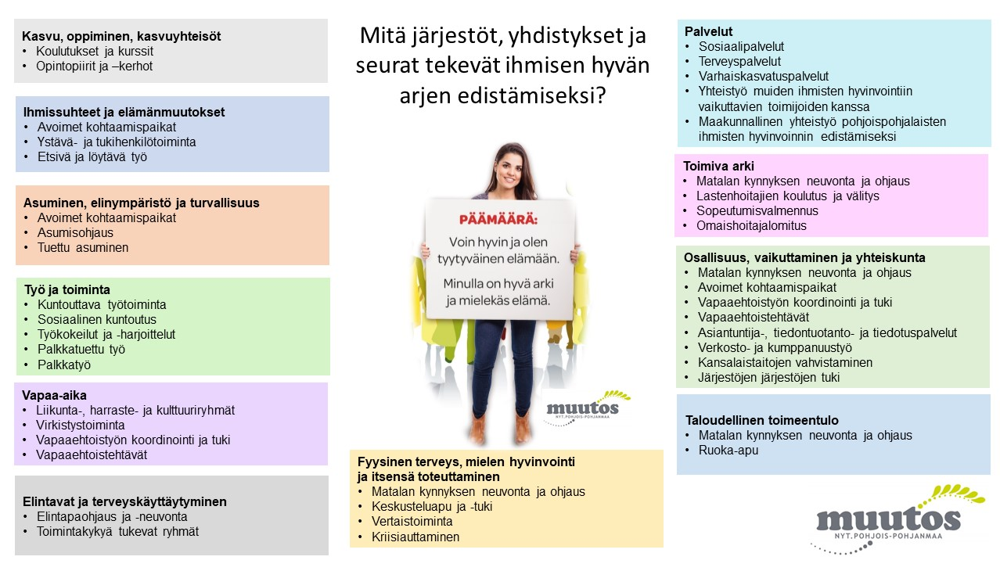 Mitä järjestöt, yhdistykset ja
seurat tekevät ihmisen hyvän
arjen edistämiseksi?
Kasvu, oppiminen, kasvuyhteisöt
• Koulutukset ja kurssit
• Opintopiirit ja –kerhot
Ihmissuhteet ja elämänmuutokset
• Avoimet kohtaamispaikat
• Ystävä- ja tukihenkilötoiminta
• Etsivä ja löytävä työ
Asuminen, elinympäristö ja turvallisuus
• Avoimet kohtaamispaikat
• Asumisohjaus
• Tuettu asuminen
Työ ja toiminta
• Kuntouttava työtoiminta
• Sosiaalinen kuntoutus
• Työkokeilut ja -harjoittelut
• Palkkatuettu työ
• Palkkatyö
Vapaa-aika
• Liikunta-, harraste- ja kulttuuriryhmät
• Virkistystoiminta
• Vapaaehtoistyön koordinointi ja tuki
• Vapaaehtoistehtävät
Elintavat ja terveyskäyttäytyminen
• Elintapaohjaus ja -neuvonta
• Toimintakykyä tukevat ryhmät
PÄÄMÄÄRÄ:
Voin hyvin ja olen
tyytyväinen elämään.
Minulla on hyvä arki
ja mielekäs elämä.
muutos
NYT, POHJOIS-POHJANMAA
Fyysinen terveys, mielen hyvinvointi
ja itsensä toteuttaminen
• Matalan kynnyksen neuvonta ja ohjaus
• Keskusteluapu ja -tuki
• Vertaistoiminta
• Kriisiauttaminen
Palvelut
• Sosiaalipalvelut
• Terveyspalvelut
• Varhaiskasvatuspalvelut
• Yhteistyö muiden ihmisten hyvinvointiin
vaikuttavien toimijoiden kanssa
• Maakunnallinen yhteistyö pohjoispohjalaisten
ihmisten hyvinvoinnin edistämiseksi
Toimiva arki
• Matalan kynnyksen neuvonta ja ohjaus
• Lastenhoitajien koulutus ja välitys
• Sopeutumisvalmennus
• Omaishoitajalomitus
Osallisuus, vaikuttaminen ja yhteiskunta
• Matalan kynnyksen neuvonta ja ohjaus
• Avoimet kohtaamispaikat
• Vapaaehtoistyön koordinointi ja tuki
• Vapaaehtoistehtävät
• Asiantuntija-, tiedontuotanto- ja tiedotuspalvelut
• Verkosto- ja kumppanuustyö
• Kansalaistaitojen vahvistaminen
• Järjestöjen järjestöjen tuki
Taloudellinen toimeentulo
• Matalan kynnyksen neuvonta ja ohjaus
• Ruoka-apu
muutos
NYT, POHJOIS-POHJANMAA